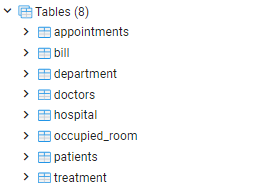 Tables (8)
appointments
bill
department
doctors
hospital
occupied_room
patients
treatment